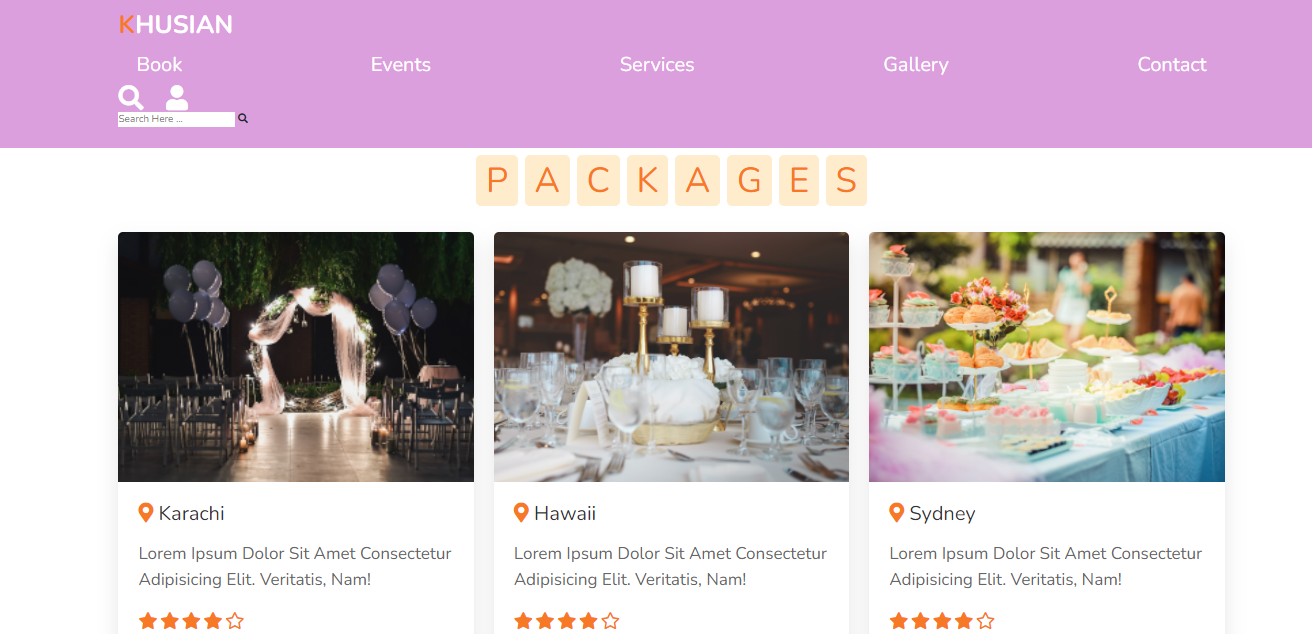 KHUSIAN
Book Events Services Gallery Contact
Search Here ...
PACKAGES
Karachi
Lorem Ipsum Dolor Sit Amet Consectetur
Adipisicing Elit. Veritatis, Nam!
Hawaii
Lorem Ipsum Dolor Sit Amet Consectetur
Adipisicing Elit. Veritatis, Nam!
Sydney
Lorem Ipsum Dolor Sit Amet Consectetur
Adipisicing Elit. Veritatis, Nam!